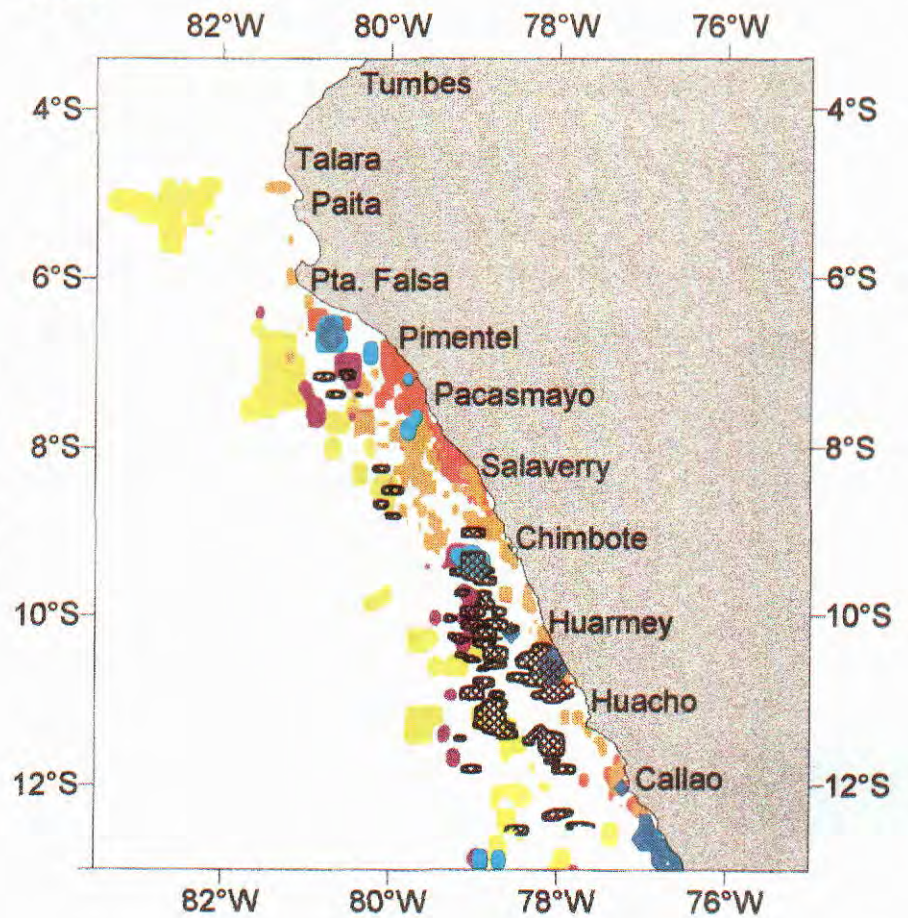 82°W 80°W 78°W 76°W
Tumbes
4°S 4°S
Talara
Paita
6°S Pta. Falsa 6°S
Pimentel
Pacasmayo
8°S 8°S
Salaverry
Chimbote
10°S 10°S
Huarmey
Huacho
12°S Callao 12°S
82°W 80°W 78°W 76°W